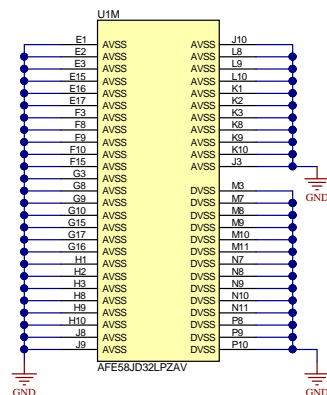 U1M
E1 AVSS AVSS J10
E2 AVSS AVSS L8
E3 AVSS AVSS L9
E15 AVSS AVSS L10
E16 AVSS AVSS K1
E17 AVSS AVSS K2
F3 AVSS AVSS K3
F8 AVSS AVSS K8
F9 AVSS AVSS K9
F10 AVSS AVSS K10
F15 AVSS AVSS J3
G3 AVSS
G8 AVSS DVSS M3
GND
G9 AVSS DVSS M7
G10 AVSS DVSS M8
G15 AVSS DVSS M9
G17 AVSS DVSS M10
G16 AVSS DVSS M11
H1 AVSS DVSS N7
H2 AVSS DVSS N8
H3 AVSS DVSS N9
H8 AVSS DVSS N10
H9 AVSS DVSS N11
H10 AVSS DVSS P8
J8 AVSS DVSS P9
J9 AVSS DVSS P10
AFE58JD32LPZAV
GND GND